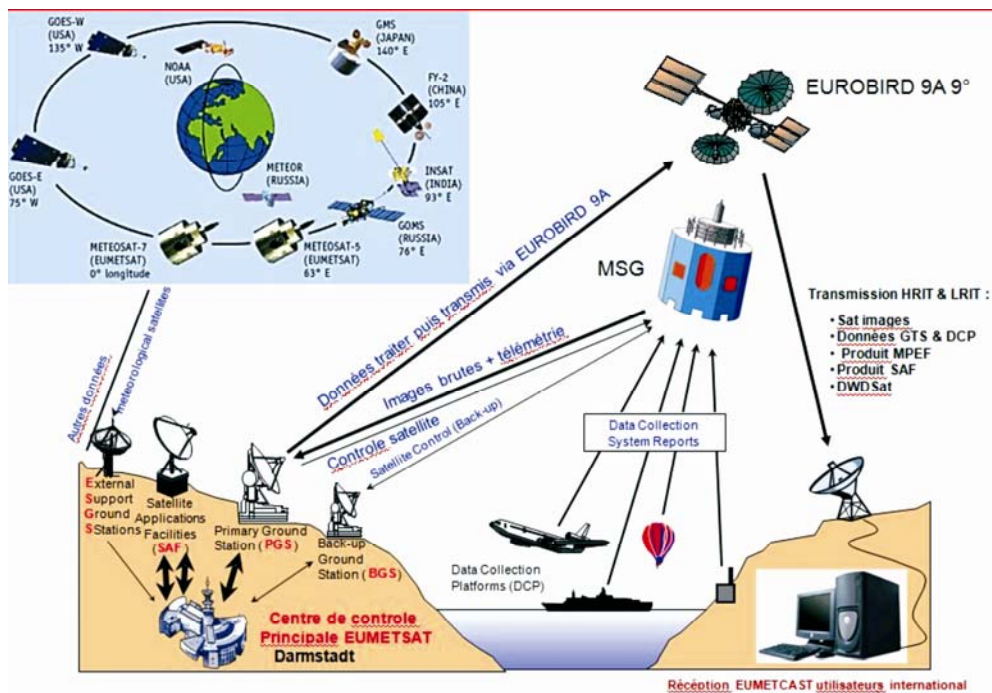 GOES-W
(USA)
135° W
NOAA
(USA)
GMS
(JAPAN)
140° E
FY-2
(CHINA)
105° E
INSAT
(INDIA)
93° E
GOMS
(RUSSIA)
76° E
METEOR
(RUSSIA)
METEOSAT-5
(EUMETSAT)
63° E
METEOSAT-7
(EUMETSAT)
0° longitude
GOES-E
(USA)
75° W
EUROBIRD 9A 9°
MSG
Transmission HRIT & LRIT :
• Sat images
• Données GTS & DCP
• Produit MPEF
• Produit SAF
• DWDSat
Données traiter puis transmis via EUROBIRD 9A
Images brutes + télémétrie
Controle satellite
Satellite Control (Back-up)
Autres données
meteorological satellites
Data Collection
System Reports
External
Support
Ground
Stations
Satellite
Applications
Facilities
(SAF)
Primary Ground
Station (PGS)
Back-up
Ground
Station (BGS)
Data Collection
Platforms (DCP)
Centre de controle
Principale EUMETSAT
Darmstadt
Réception EUMETCAST utilisateurs international